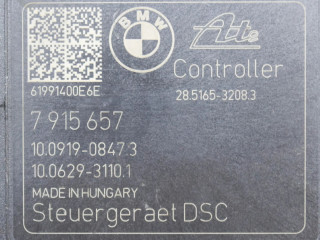 BMW
Ate
Controller
61991400E6E
28.5165-3208.3
7 915 657
10.0919-0847.3
10.0629-3110.1
MADE IN HUNGARY
Steuergeraet DSC